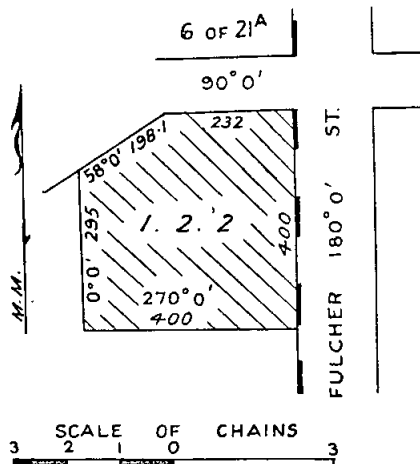 6 OF 21A
90° 0'
232
58° 0' 198·1
1. 2. 2
295
0° 0'
400
270° 0'
400
FULCHER 180° 0' ST.
M.M.
SCALE OF CHAINS
3 2 1 0 3